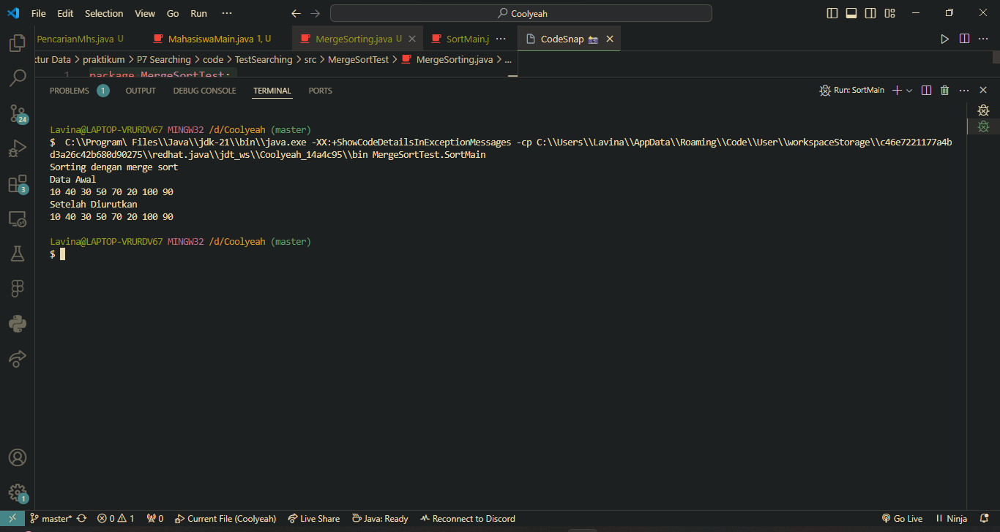 File Edit Selection View Go Run ··· Coolyeah
PencarianMhs.java U MahasiswaMain.java 1, U MergeSorting.java U SortMain.j ··· CodeSnap
ktur Data > praktikum > P7 Searching > code > TestSearching > src > MergeSortTest > MergeSorting.java > ...
1 package MergeSortTest;
PROBLEMS 1 OUTPUT DEBUG CONSOLE TERMINAL PORTS Run: SortMain
Lavina@LAPTOP-VRURDV67 MINGW32 /d/Coolyeah (master)
$ C:\\Program\ Files\\Java\\jdk-21\\bin\\java.exe -XX:+ShowCodeDetailsInExceptionMessages -cp C:\\Users\\Lavina\\AppData\\Roaming\\Code\\User\\workspaceStorage\\c46e7221177a4b
d3a26c42b680d90275\\redhat.java\\jdt_ws\\Coolyeah_14a4c95\\bin MergeSortTest.SortMain
Sorting dengan merge sort
Data Awal
10 40 30 50 70 20 100 90
Setelah Diurutkan
10 40 30 50 70 20 100 90
Lavina@LAPTOP-VRURDV67 MINGW32 /d/Coolyeah (master)
$
24
3
1
master* 0 1 0 Current File (Coolyeah) Live Share Java: Ready Reconnect to Discord Go Live Ninja